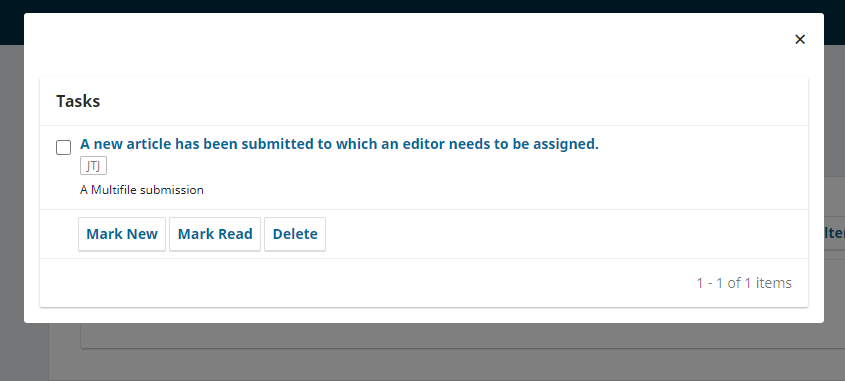 ×
Tasks
A new article has been submitted to which an editor needs to be assigned.
JTJ
A Multifile submission
Mark New Mark Read Delete
1 - 1 of 1 items